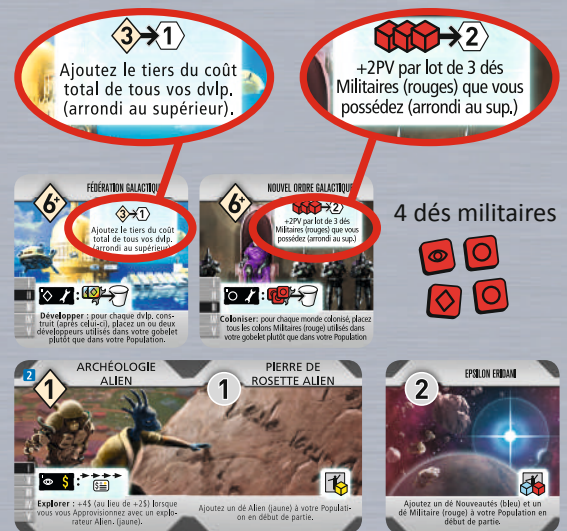 3 1
Ajoutez le tiers du coût
total de tous vos dvlp.
(arrondi au supérieur).
2
+2PV par lot de 3 dés
Militaires (rouges) que vous
possédez (arrondi au sup.)
6+
FÉDÉRATION GALACTIQUE
3 1
Ajoutez le tiers du coût
total de tous vos dvlp.
(arrondi au supérieur).
Développer : pour chaque dvlp, cons-
truit (après celui-ci), placez un ou deux
développeurs utilisés dans votre gobelet
plutôt que dans votre Population.
6+
NOUVEL ORDRE GALACTIQUE
2
+2PV par lot de 3 dés
Militaires (rouges) que vous
possédez (arrondi au sup.)
Coloniser: pour chaque monde colonisé, placez
tous les colons Militaires (rouge) utilisés dans
votre gobelet plutôt que dans votre Population
4 dés militaires
2
1
ARCHÉOLOGIE
ALIEN
$
Explorer : +4$ (au lieu de +2$) lorsque
vous vous Approvisionnez avec un explo-
rateur Alien. (jaune).
1
PIERRE DE
ROSETTE ALIEN
Ajoutez un dé Alien (jaune) à votre Populati-
on en début de partie.
2
EPSILON ERIDANI
Ajoutez un dé Nouveautés (bleu) et un
dé Militaire (rouge) à votre Population en
début de partie.